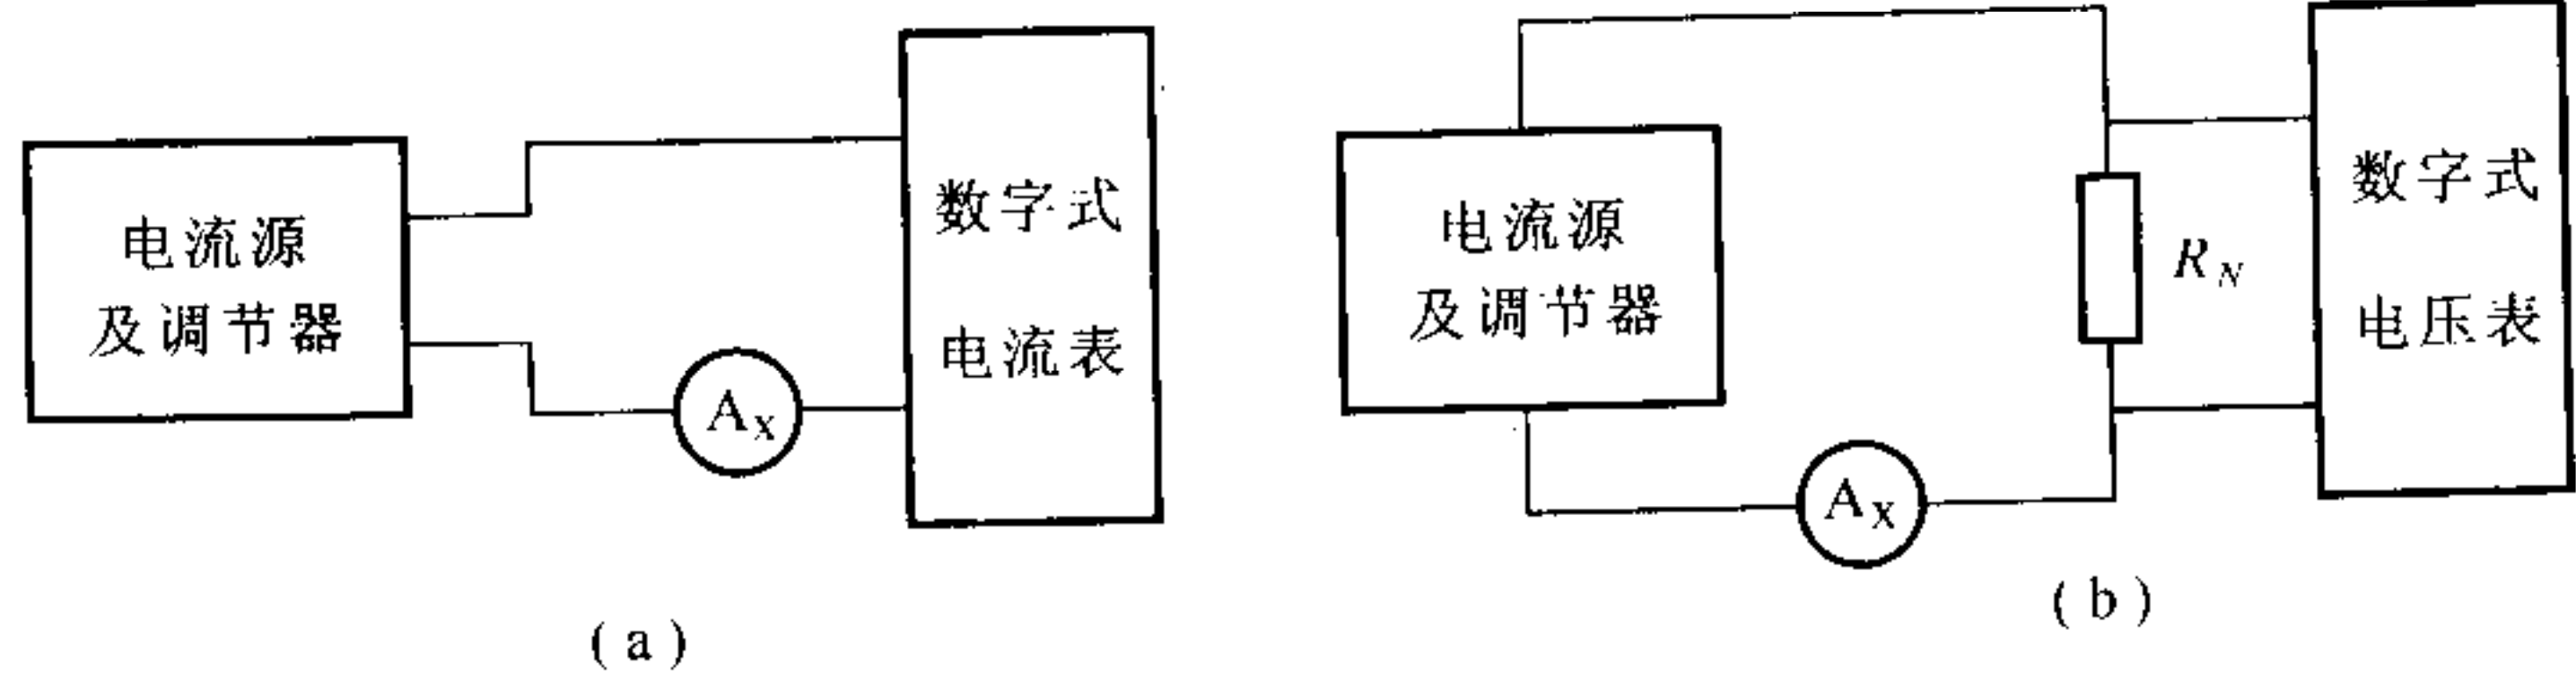 电流源
及调节器
A_X
数字式
电流表
(a)
电流源
及调节器
A_X
R_N
数字式
电压表
(b)